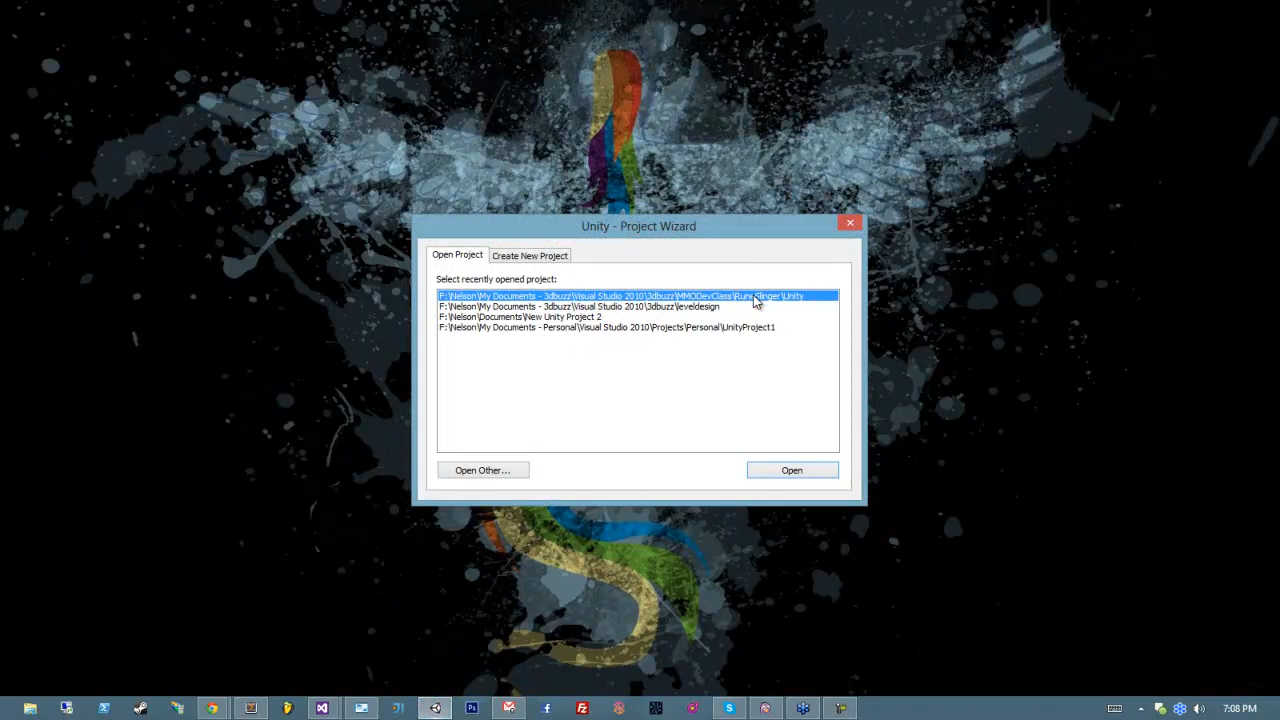 Unity - Project Wizard
Open Project
Create New Project
Select recently opened project:
F:\Nelson\My Documents - 3dbuzz\Visual Studio 2010\3dbuzz\MMODevClass\RuneSlinger\Unity
F:\Nelson\My Documents - 3dbuzz\Visual Studio 2010\3dbuzz\leveldesign
F:\Nelson\Documents\New Unity Project 2
F:\Nelson\My Documents - Personal\Visual Studio 2010\Projects\Personal\UnityProject1
Open Other...
Open
7:08 PM